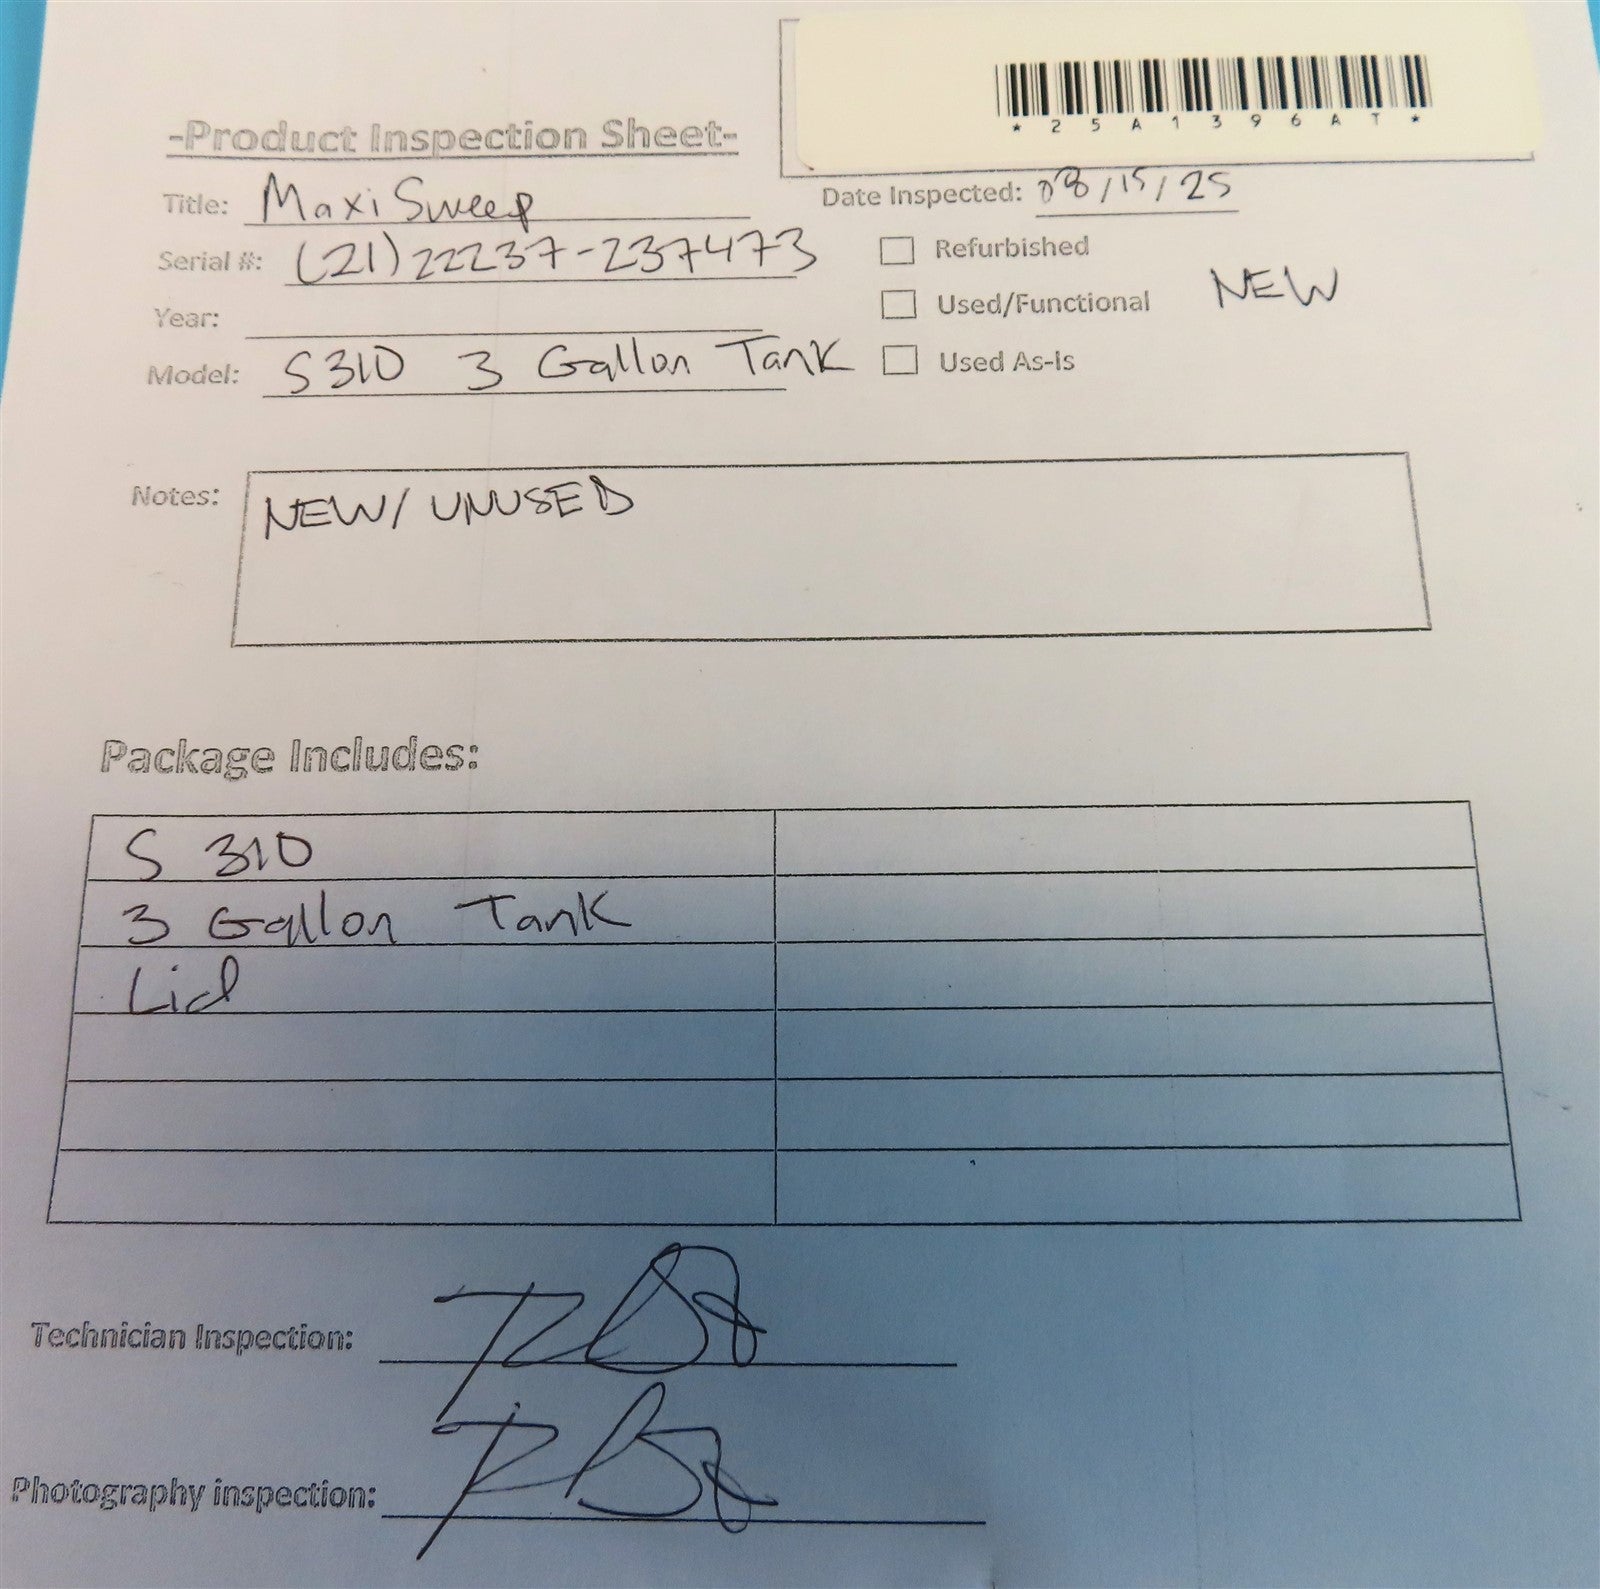 *25A1396AT*
-Product Inspection Sheet-
Title: MaxiSweep
Date Inspected: 08/15/25
Serial #: (21)22237-237473
Refurbished
Year:
Used/Functional NEW
Model: S310 3 Gallon Tank
Used As-Is
Notes: NEW/UNUSED
Package Includes:
S 310
3 Gallon Tank
Lid
Technician Inspection:
Photography inspection: